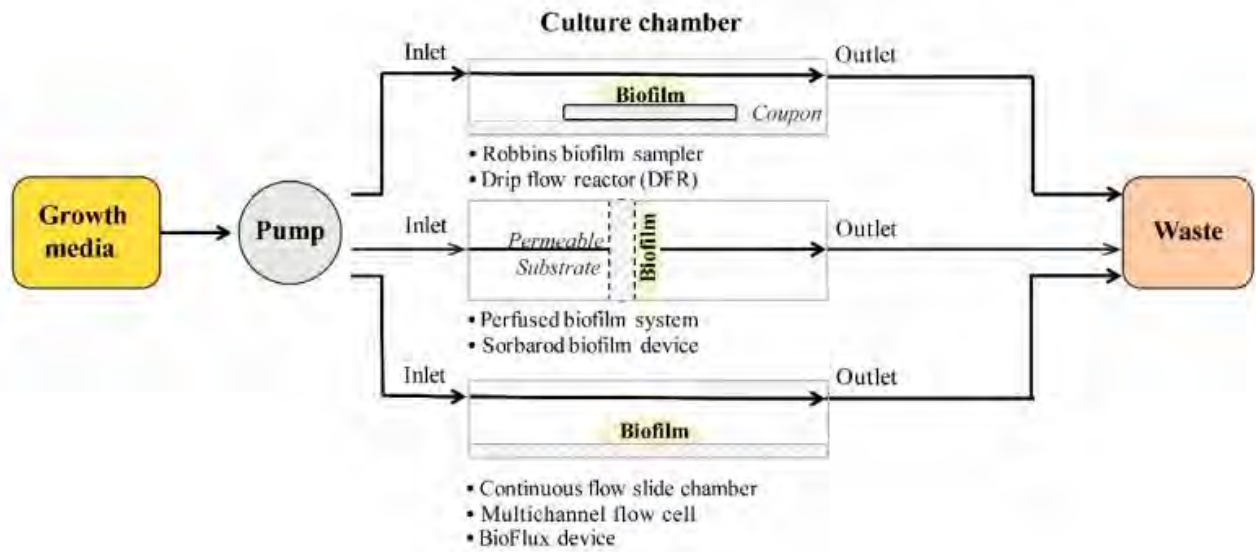 Culture chamber
Inlet
Outlet
Biofilm
Coupon
• Robbins biofilm sampler
• Drip flow reactor (DFR)
Growth
media
Pump
Inlet
Permeable
Substrate
Biofilm
Outlet
Waste
• Perfused biofilm system
• Sorbarod biofilm device
Inlet
Outlet
Biofilm
• Continuous flow slide chamber
• Multichannel flow cell
• BioFlux device